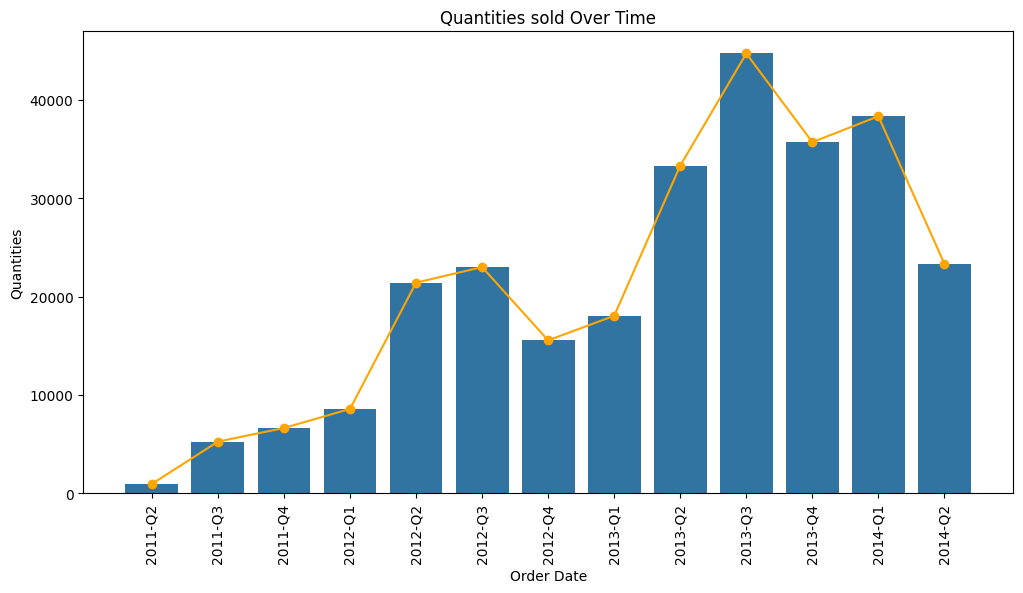 Quantities sold Over Time
Quantities
40000
30000
20000
10000
0
2011-Q2
2011-Q3
2011-Q4
2012-Q1
2012-Q2
2012-Q3
2012-Q4
2013-Q1
2013-Q2
2013-Q3
2013-Q4
2014-Q1
2014-Q2
Order Date